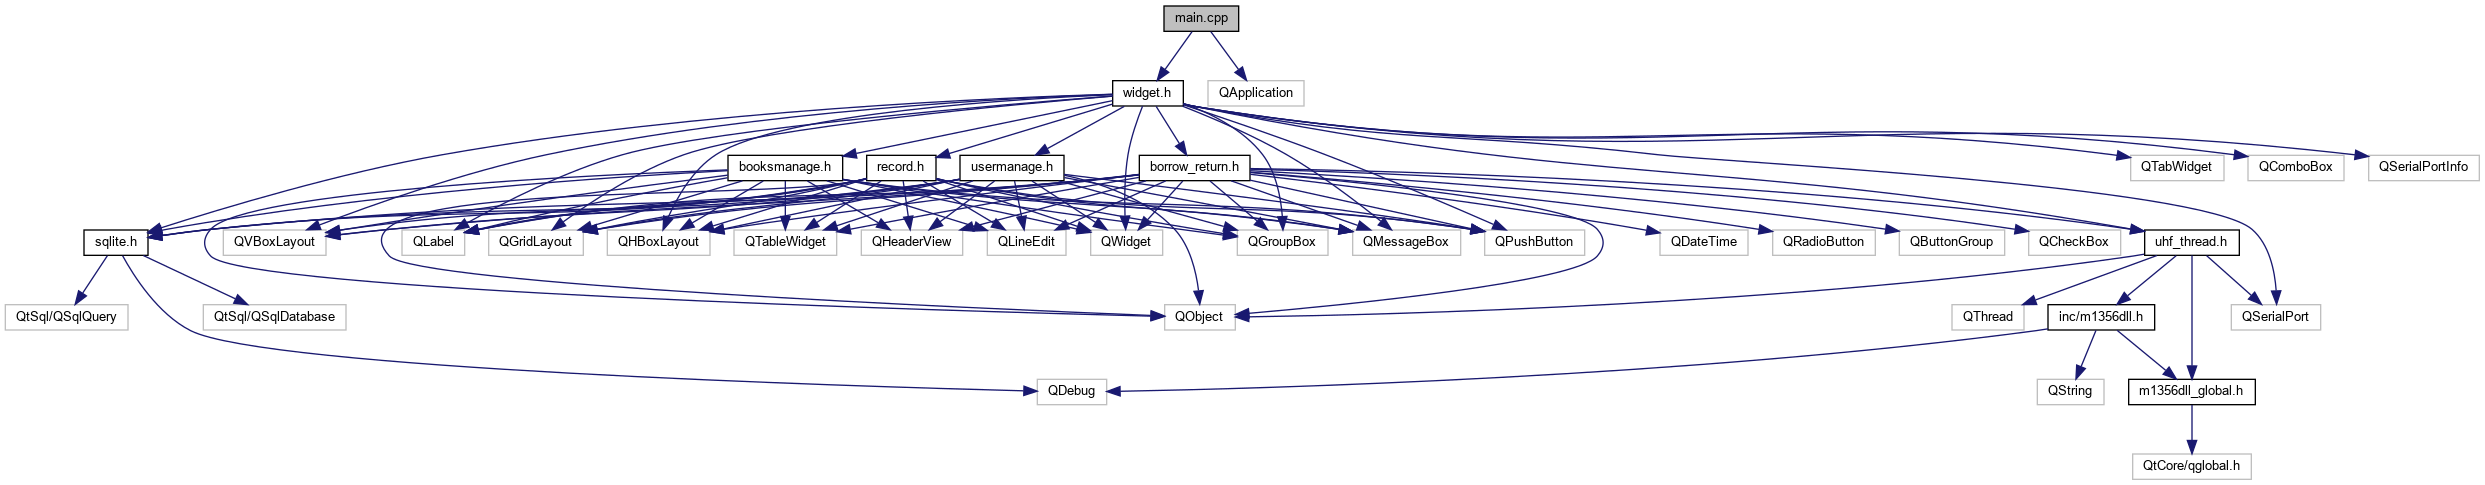 main.cpp
widget.h
QApplication
booksmanage.h
record.h
usermanage.h
borrow_return.h
QTabWidget
QComboBox
QSerialPortInfo
sqlite.h
QVBoxLayout
QLabel
QGridLayout
QHBoxLayout
QTableWidget
QHeaderView
QLineEdit
QWidget
QGroupBox
QMessageBox
QPushButton
QDateTime
QRadioButton
QButtonGroup
QCheckBox
uhf_thread.h
QtSql/QSqlQuery
QtSql/QSqlDatabase
QObject
QThread
inc/m1356dll.h
QSerialPort
QDebug
QString
m1356dll_global.h
QtCore/qglobal.h